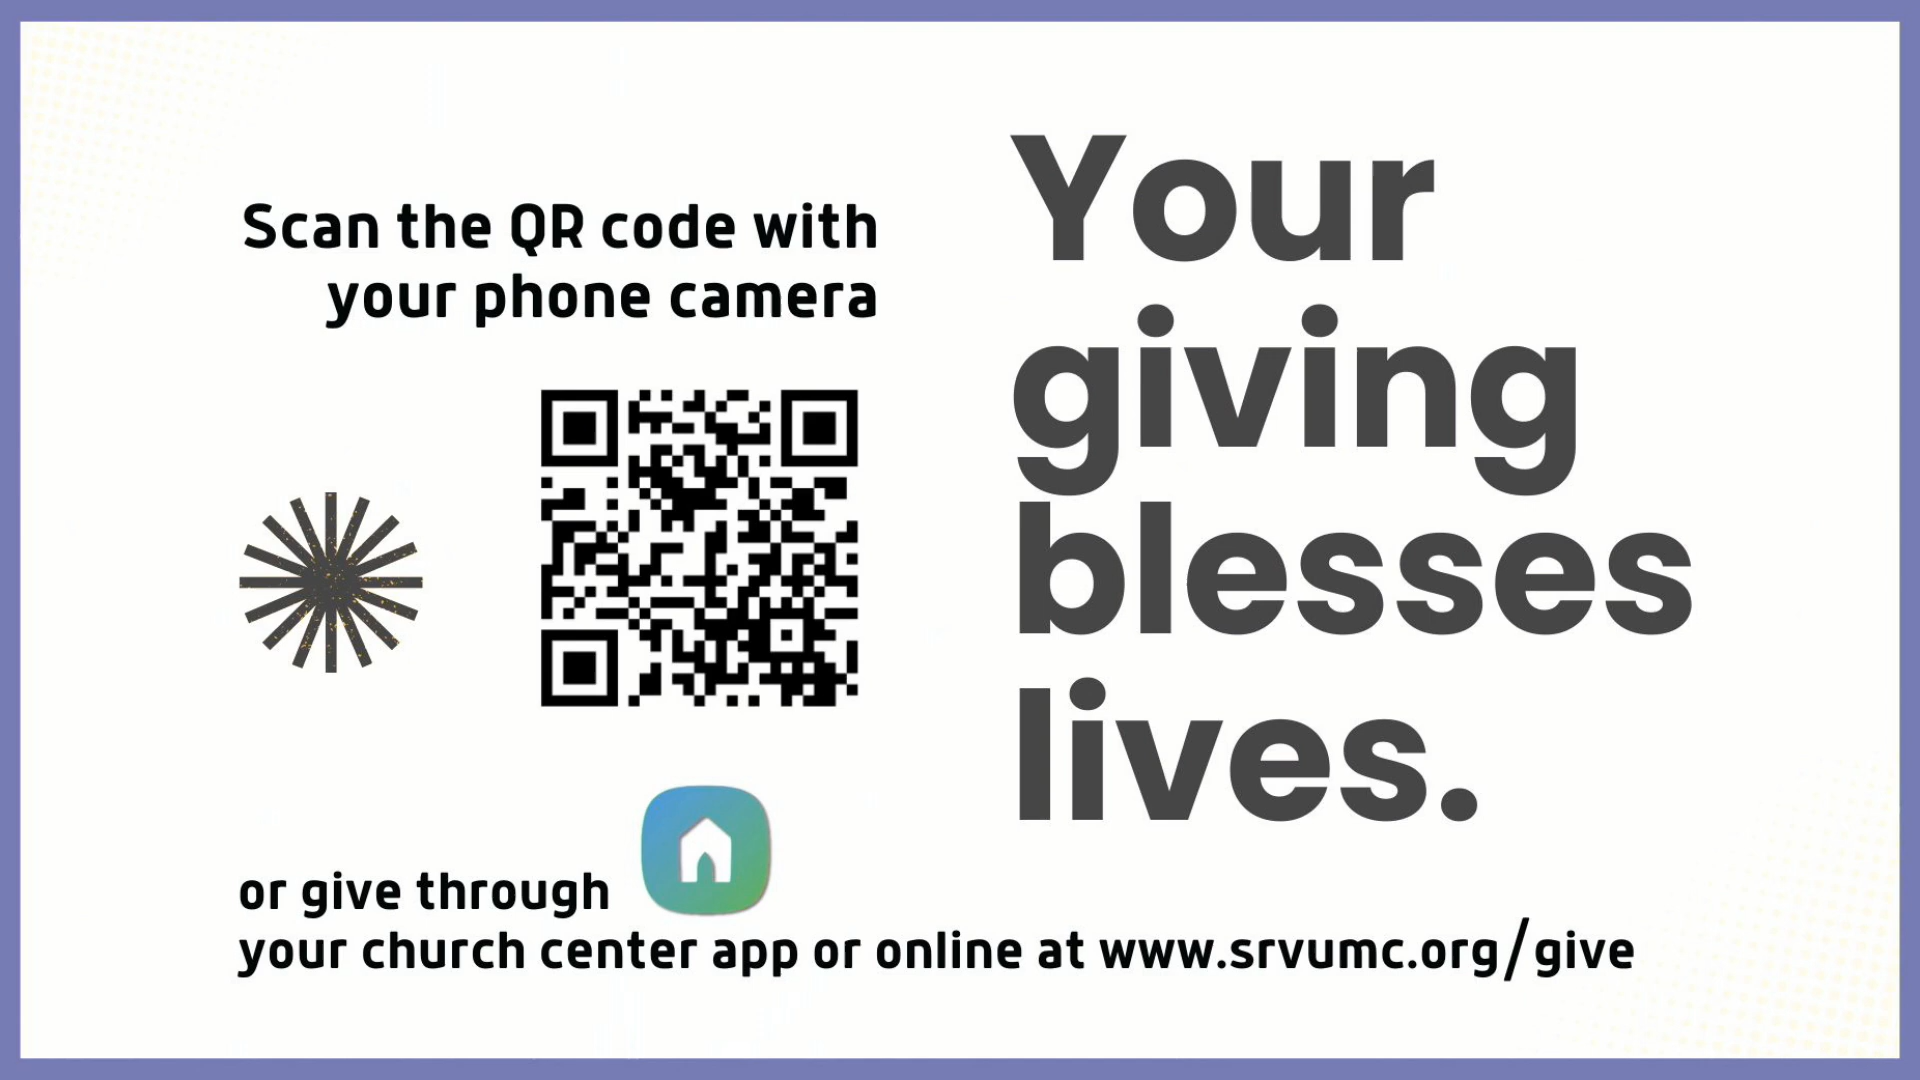 Scan the QR code with
your phone camera
Your
giving
blesses
lives.
or give through
your church center app or online at www.srvumc.org/give